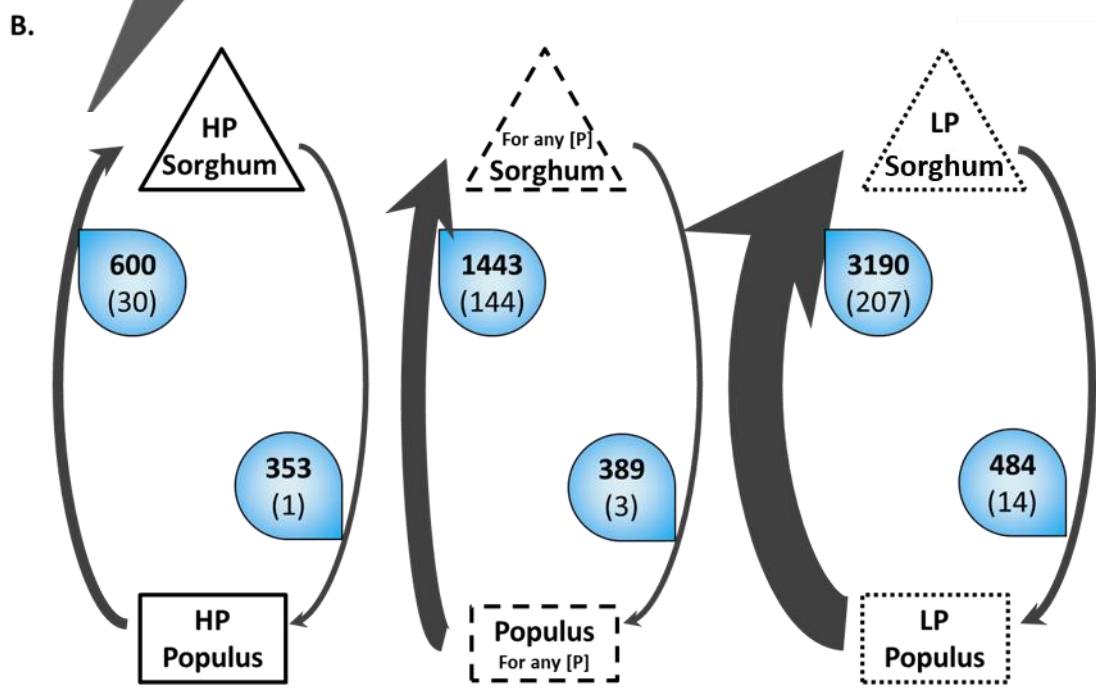 B.
HP
Sorghum
For any [P]
Sorghum
LP
Sorghum
600
(30)
1443
(144)
3190
(207)
353
(1)
389
(3)
484
(14)
HP
Populus
Populus
For any [P]
LP
Populus